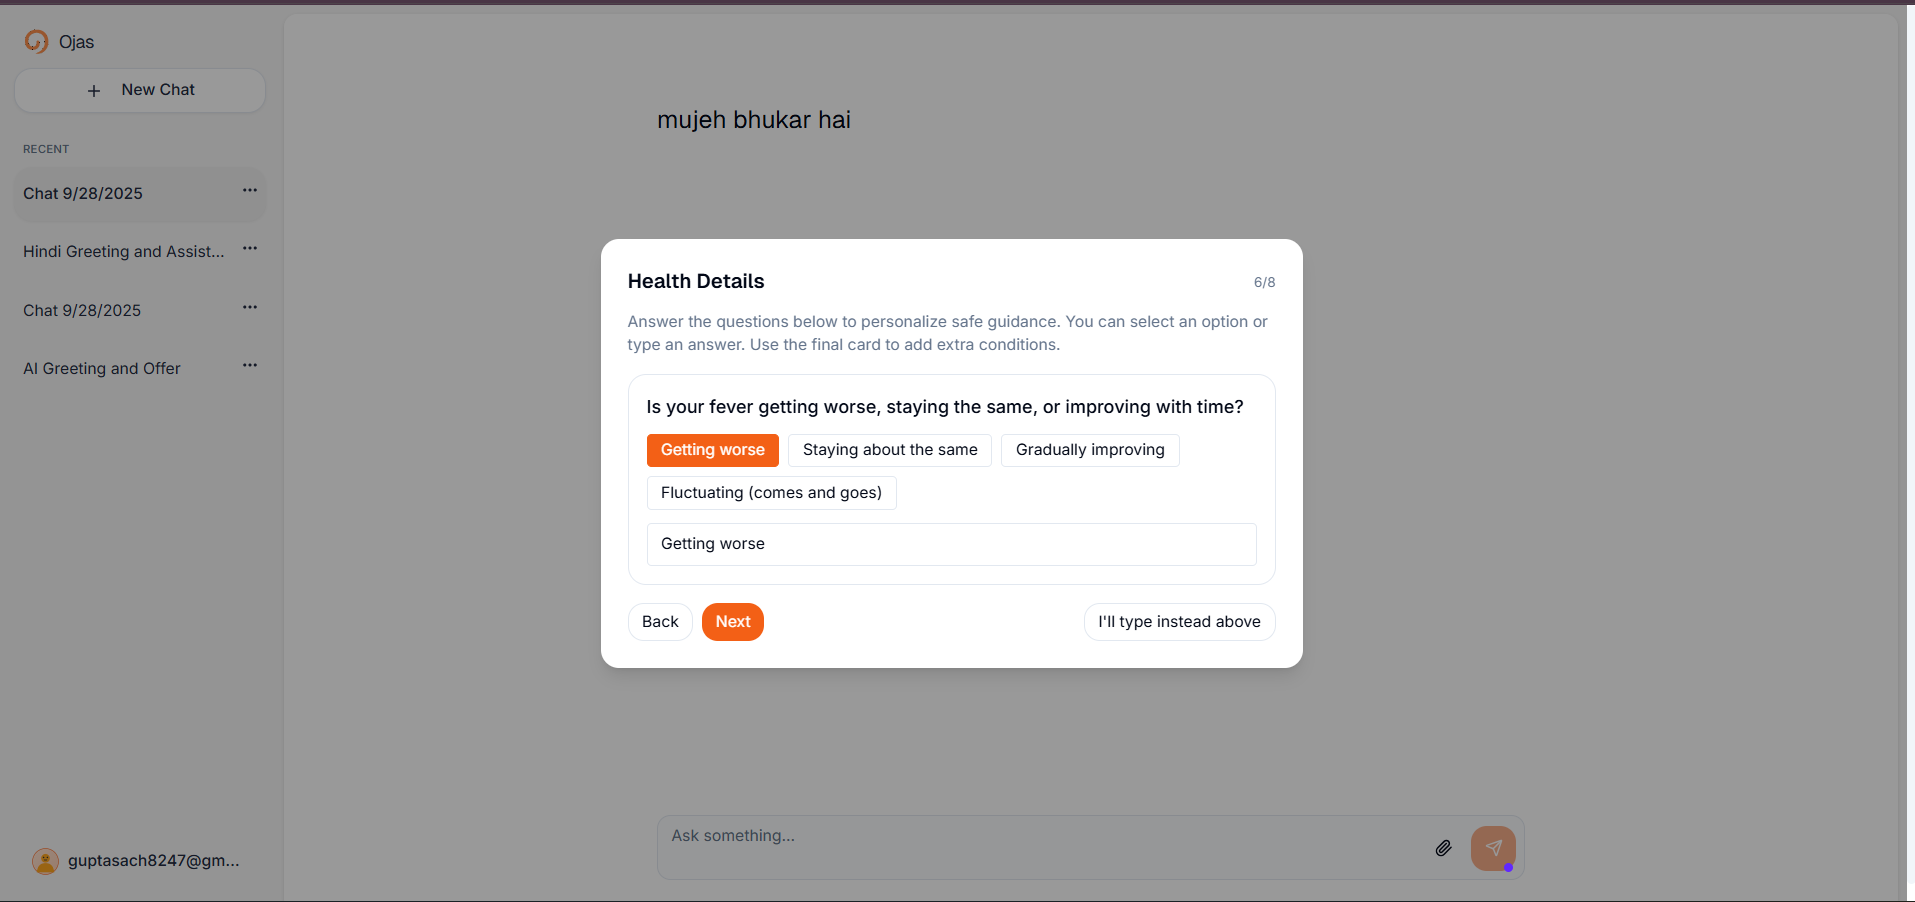 Ojas
+ New Chat
RECENT
Chat 9/28/2025 ...
Hindi Greeting and Assist... ...
Chat 9/28/2025 ...
AI Greeting and Offer ...
guptasach8247@gm...
mujeh bhukar hai
Health Details 6/8
Answer the questions below to personalize safe guidance. You can select an option or
type an answer. Use the final card to add extra conditions.
Is your fever getting worse, staying the same, or improving with time?
Getting worse Staying about the same Gradually improving
Fluctuating (comes and goes)
Getting worse
Back Next I'll type instead above
Ask something...